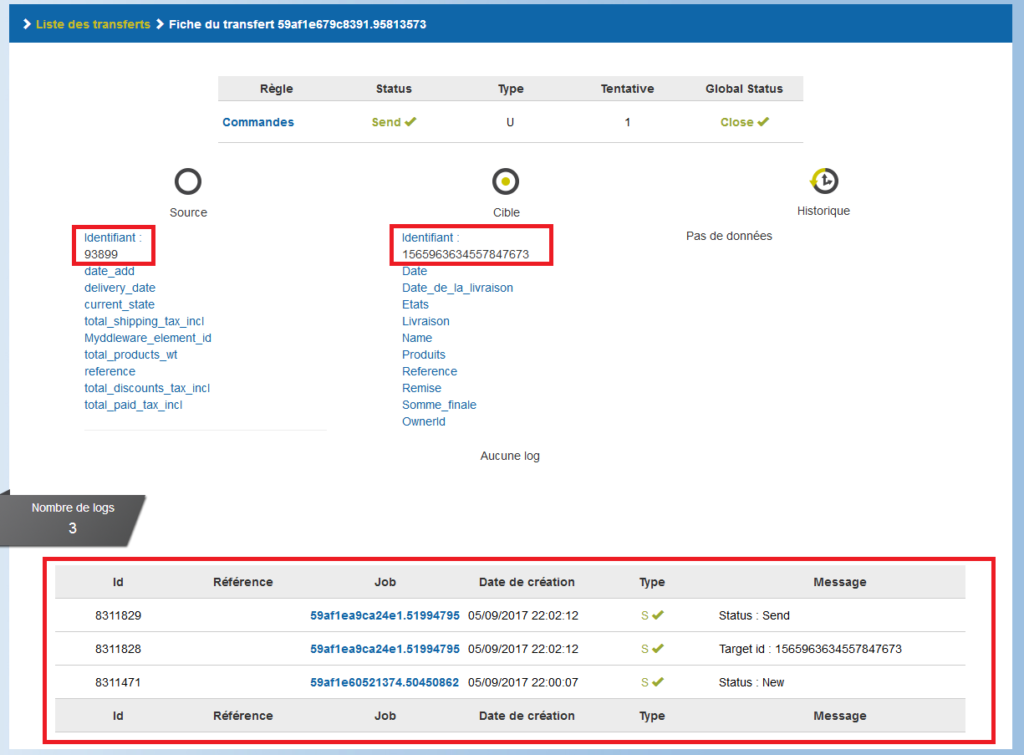 Liste des transferts Fiche du transfert 59af1e679c8391.95813573
Règle Status Type Tentative Global Status
Commandes Send U 1 Close
Source
Identifiant :
93899
date_add
delivery_date
current_state
total_shipping_tax_incl
Myddleware_element_id
total_products_wt
reference
total_discounts_tax_incl
total_paid_tax_incl
Cible
Identifiant :
1565963634557847673
Date
Date_de_la_livraison
Etats
Livraison
Name
Produits
Reference
Remise
Somme_finale
OwnerId
Historique
Pas de données
Aucune log
Nombre de logs
3
Id Référence Job Date de création Type Message
8311829 59af1ea9ca24e1.51994795 05/09/2017 22:02:12 S Status : Send
8311828 59af1ea9ca24e1.51994795 05/09/2017 22:02:12 S Target id : 1565963634557847673
8311471 59af1e60521374.50450862 05/09/2017 22:00:07 S Status : New
Id Référence Job Date de création Type Message